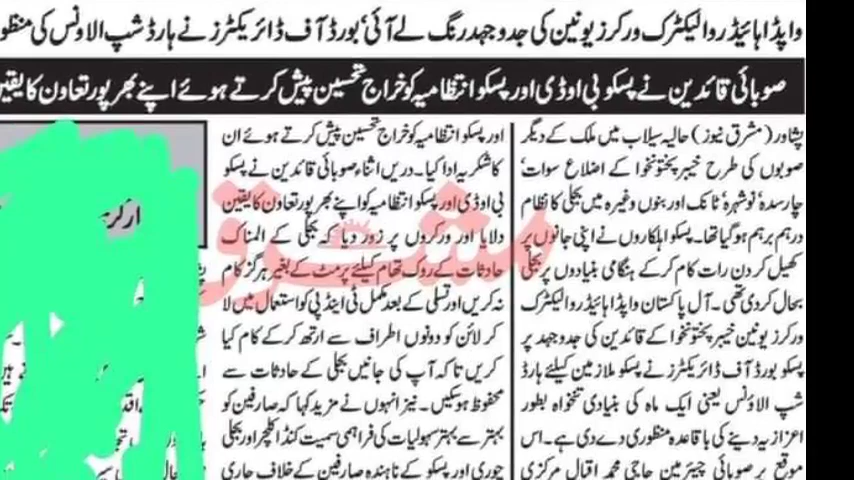 واپڈا ہائیڈرو الیکٹرک ورکرز یونین کی جدوجہد رنگ لے آئی، بورڈ آف ڈائریکٹرز نے ہارڈ شپ الاؤنس کی
صوبائی قائدین نے پسکو بی او ڈی اور پسکو انتظامیہ کو خراج تحسین پیش کرتے ہوئے اپنے بھرپور تعاون کا یقین
پشاور (مشرق نیوز) حالیہ سیلاب میں ملک کے دیگر
صوبوں کی طرح خیبر پختونخوا کے اضلاع سوات،
چارسدہ، نوشہرہ، ٹانک اور بنوں وغیرہ میں بجلی کا نظام
درہم برہم ہوگیا تھا۔ پسکو اہلکاروں نے اپنی جانوں پر
کھیل کر دن رات کام کرکے ہنگامی بنیادوں پر بجلی
بحال کردی تھی۔ آل پاکستان واپڈا ہائیڈرو الیکٹرک
ورکرز یونین خیبر پختونخوا کے قائدین کی جدوجہد پر
پسکو بورڈ آف ڈائریکٹرز نے پسکو ملازمین کیلئے ہارڈ
شپ الاؤنس یعنی ایک ماہ کی بنیادی تنخواہ بطور
اعزازیہ دینے کی باقاعدہ منظوری دے دی ہے۔ اس
موقع پر صوبائی چیئرمین حاجی محمد اقبال مرکزی
اور پسکو انتظامیہ کو خراج تحسین پیش کرتے ہوئے ان
کا شکریہ ادا کیا۔ دریں اثناء صوبائی قائدین نے پسکو
بی او ڈی اور پسکو انتظامیہ کو اپنے بھرپور تعاون کا یقین
دلایا اور ورکروں پر زور دیا کہ بجلی کے المناک
حادثات کے روک تھام کیلئے پرمٹ کے بغیر ہرگز کام
نہ کریں اور تسلی کے بعد مکمل ٹی اینڈ پی کو استعمال میں لا
کر لائن کو دونوں اطراف سے ارتھ کرکے کام کیا
کریں تاکہ آپ کی جانیں بجلی کے حادثات سے
محفوظ ہوسکیں۔ نیز انہوں نے مزید کہا کہ صارفین کو
بہتر سے بہتر سہولیات کی فراہمی سمیت کنڈا کلچر اور بجلی
چوری اور پسکو کے نادہندہ صارفین کے خلاف جاری
مشرق